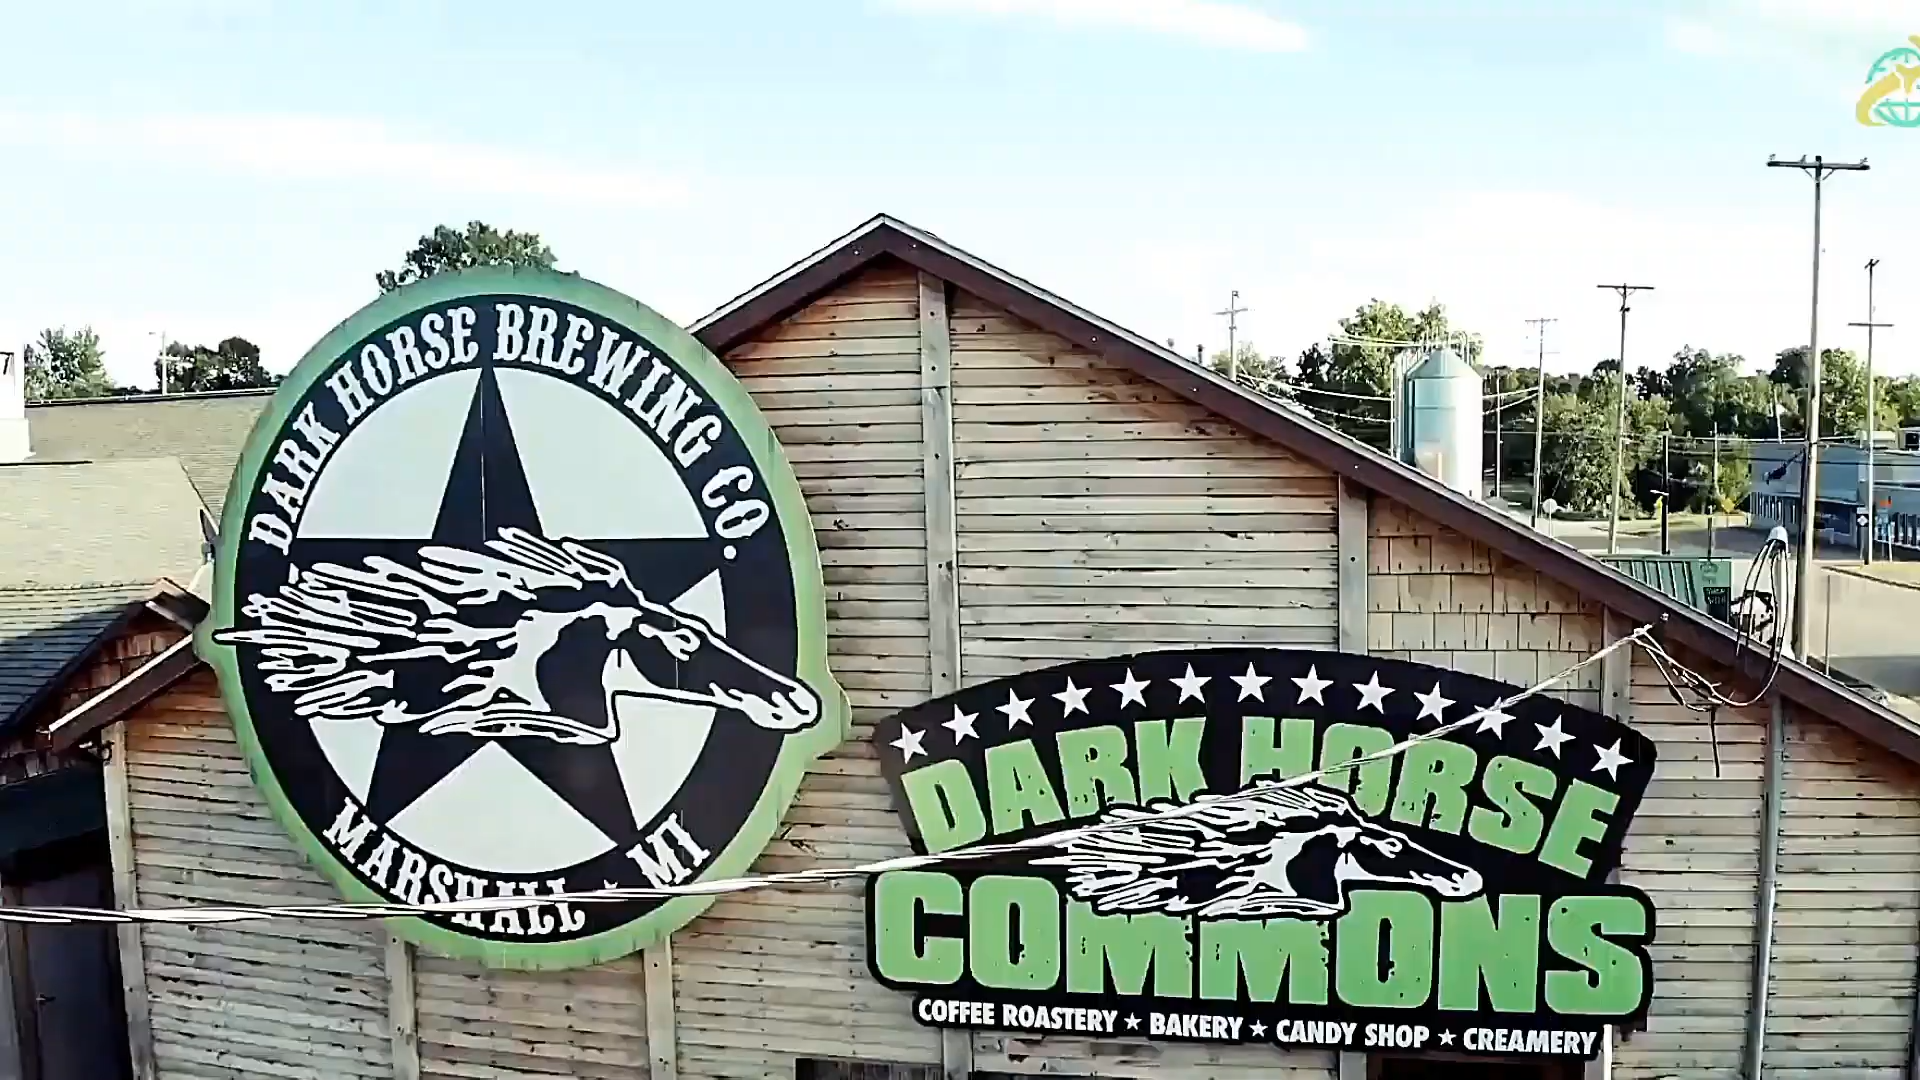 DARK HORSE BREWING CO.
MARSHALL MI
DARK HORSE
COMMONS
COFFEE ROASTERY ★ BAKERY ★ CANDY SHOP ★ CREAMERY